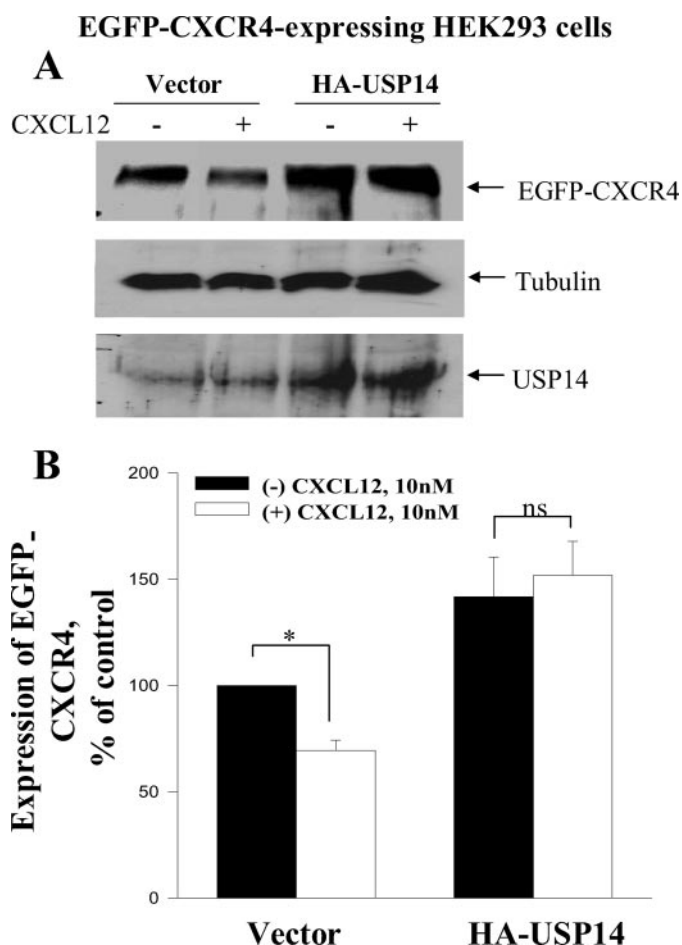 EGFP-CXCR4-expressing HEK293 cells
A
Vector HA-USP14
CXCL12 - + - +
EGFP-CXCR4
Tubulin
USP14
B
200
(-) CXCL12, 10nM
(+) CXCL12, 10nM
ns
150
*
100
50
0
Expression of EGFP-
CXCR4,
% of control
Vector HA-USP14